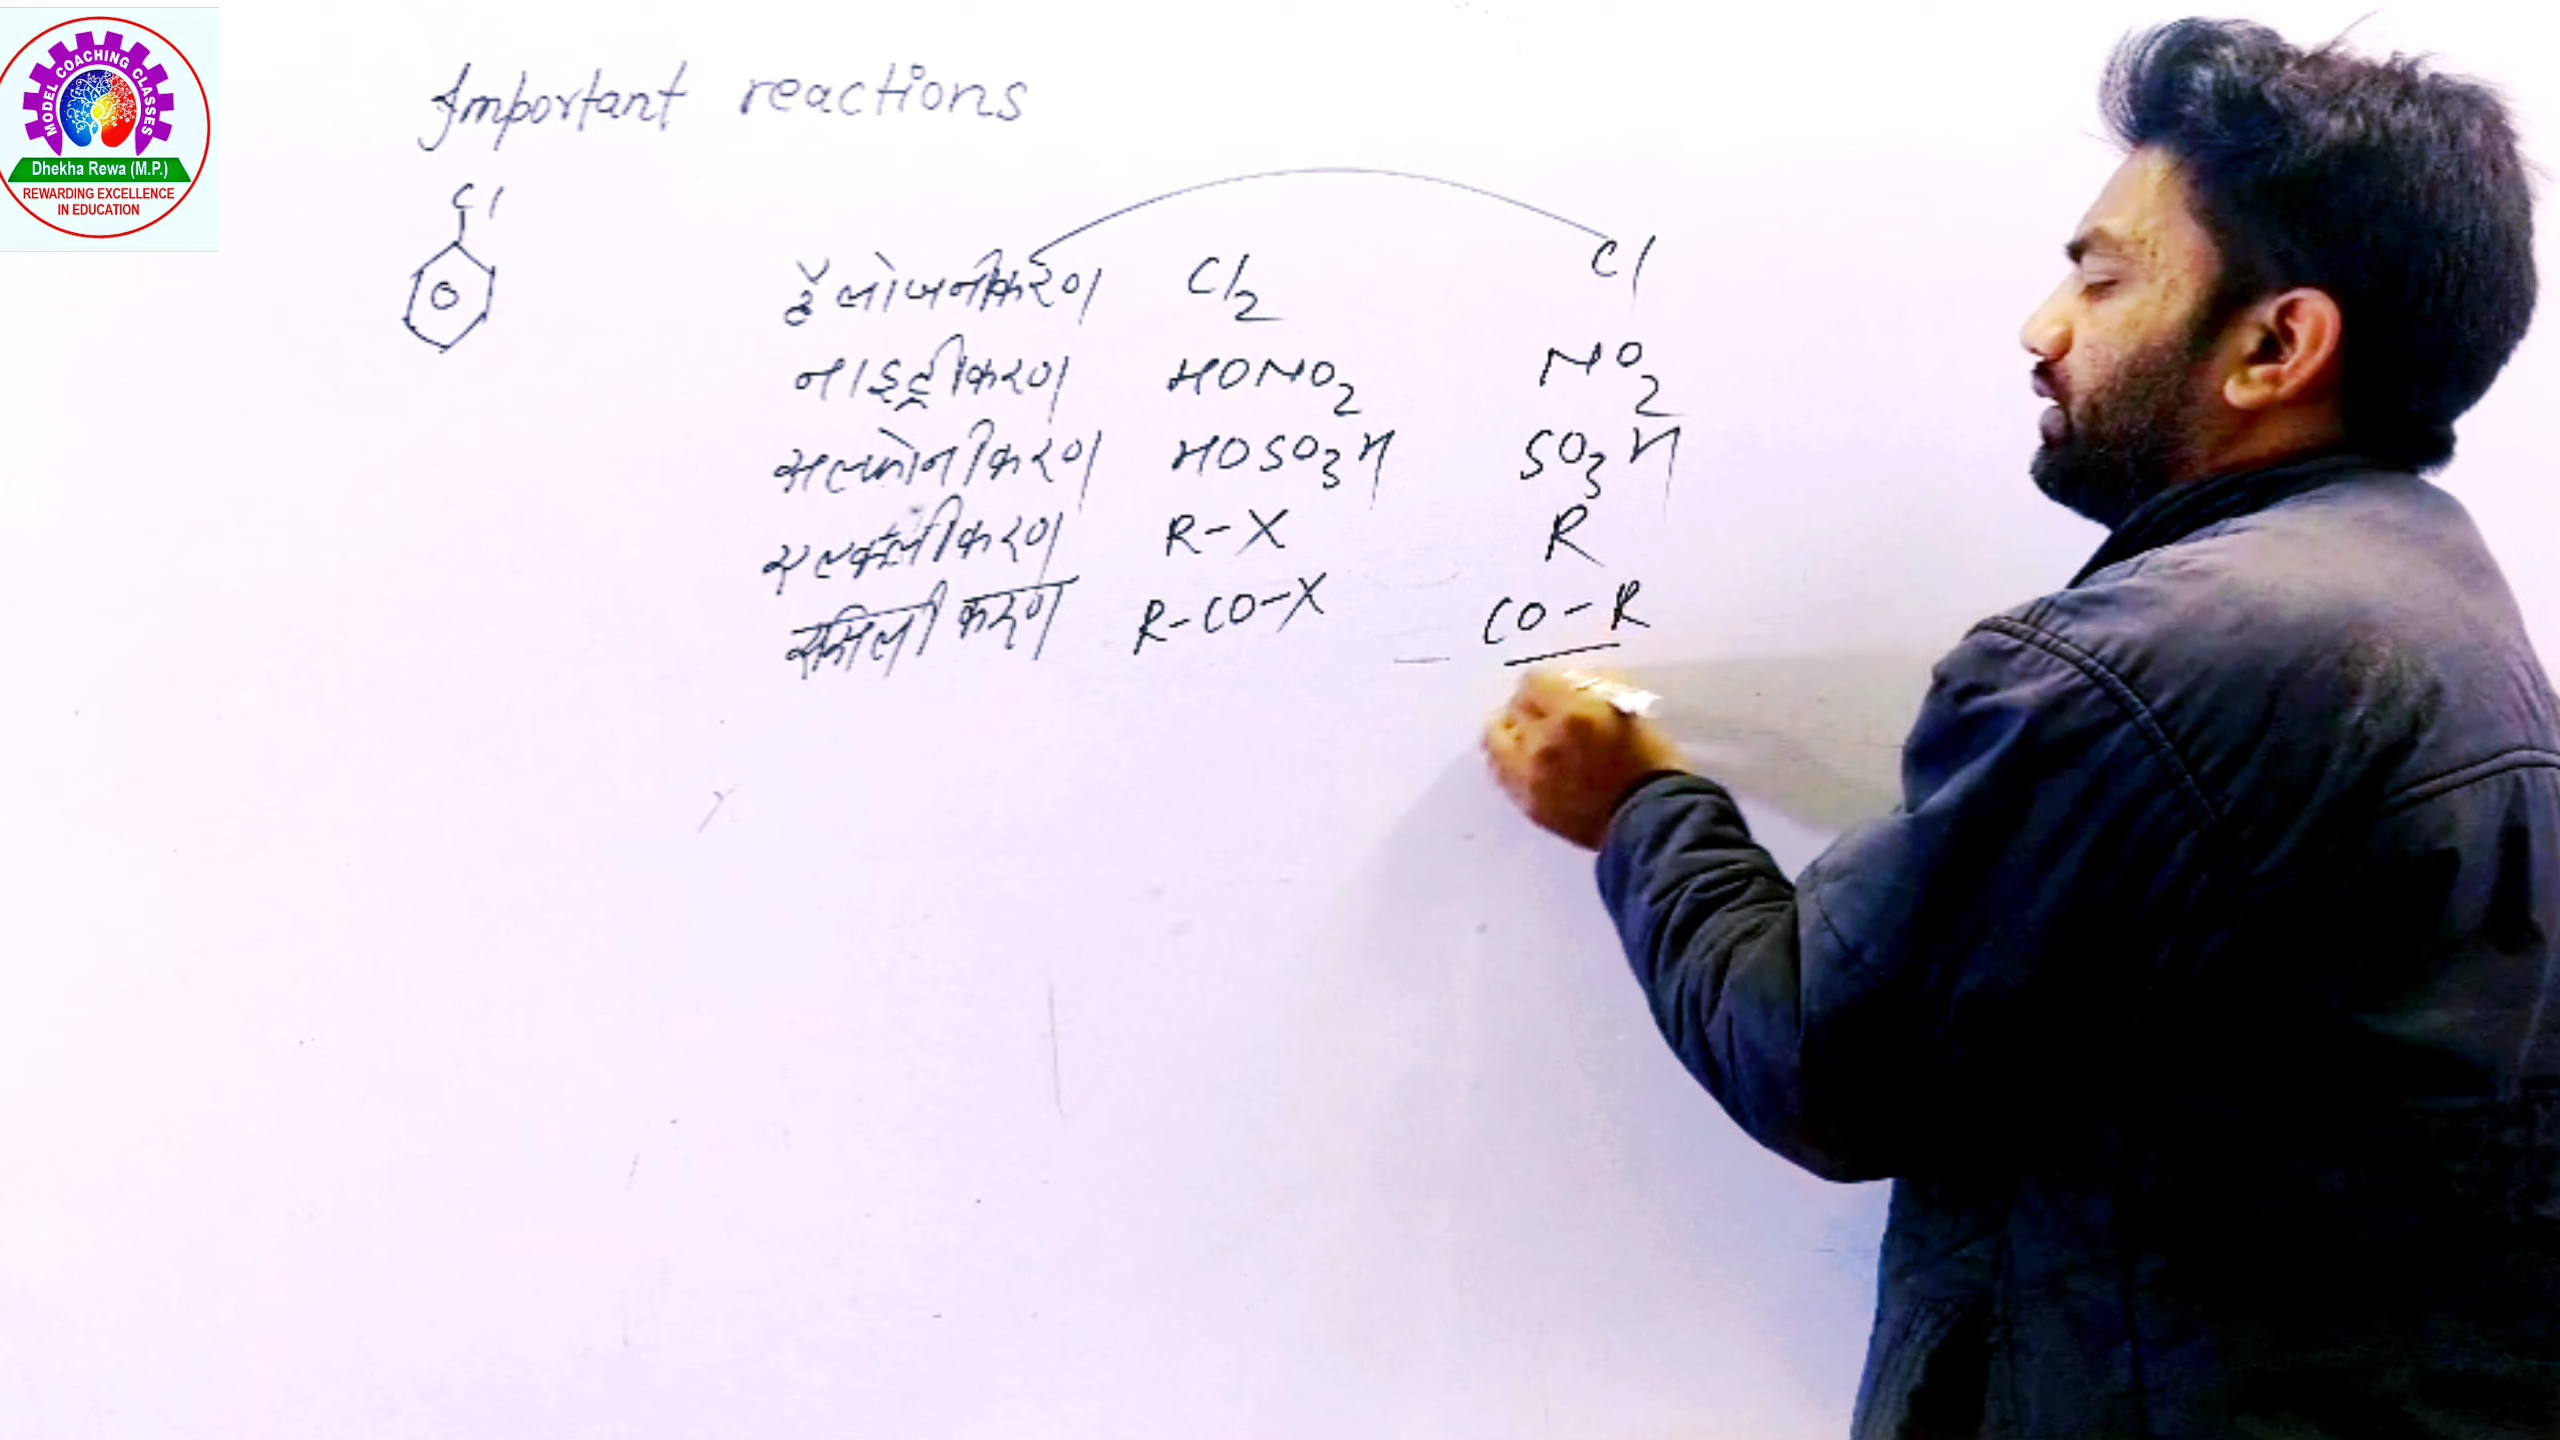 MODEL COACHING CLASSES
Dhekha Rewa (M.P.)
REWARDING EXCELLENCE
IN EDUCATION
Important reactions
Cl
हैलोजनीकरण Cl2 Cl
नाइट्रीकरण HONO2 NO2
सल्फोनीकरण HOSO3H SO3H
एल्कलीकरण R-X R
एसिलीकरण R-CO-X CO-R